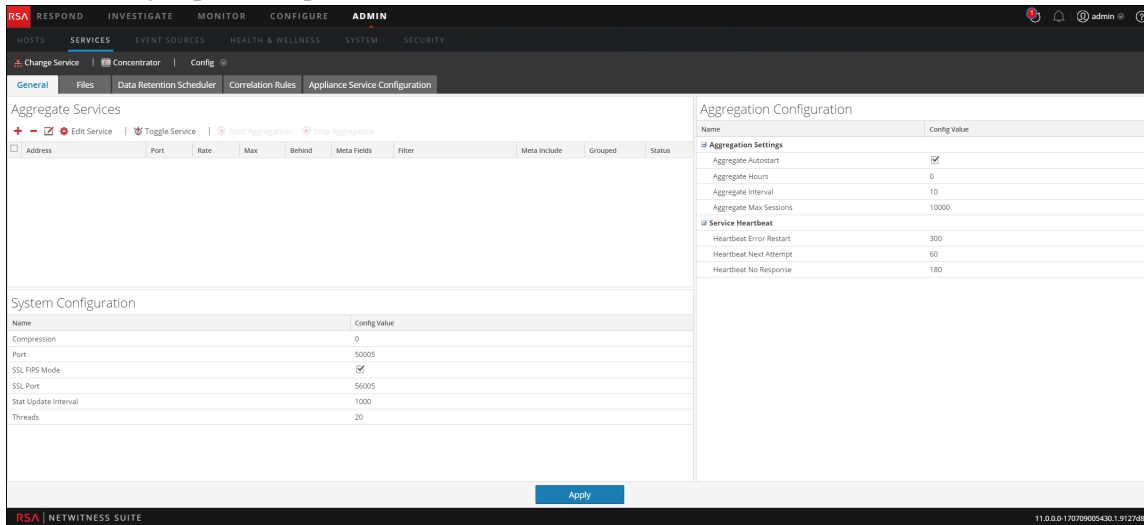 RSA RESPOND INVESTIGATE MONITOR CONFIGURE ADMIN 1 admin
HOSTS SERVICES EVENT SOURCES HEALTH & WELLNESS SYSTEM SECURITY
Change Service | Concentrator | Config
General Files Data Retention Scheduler Correlation Rules Appliance Service Configuration
Aggregate Services
Edit Service | Toggle Service | Start Aggregation Stop Aggregation
Address Port Rate Max Behind Meta Fields Filter Meta Include Grouped Status
System Configuration
Name Config Value
Compression 0
Port 50005
SSL FIPS Mode
SSL Port 56005
Stat Update Interval 1000
Threads 20
Aggregation Configuration
Name Config Value
Aggregation Settings
Aggregate Autostart
Aggregate Hours 0
Aggregate Interval 10
Aggregate Max Sessions 10000
Service Heartbeat
Heartbeat Error Restart 300
Heartbeat Next Attempt 60
Heartbeat No Response 180
Apply
RSA | NETWITNESS SUITE 11.0.0.0-170709005430.1.9127d8